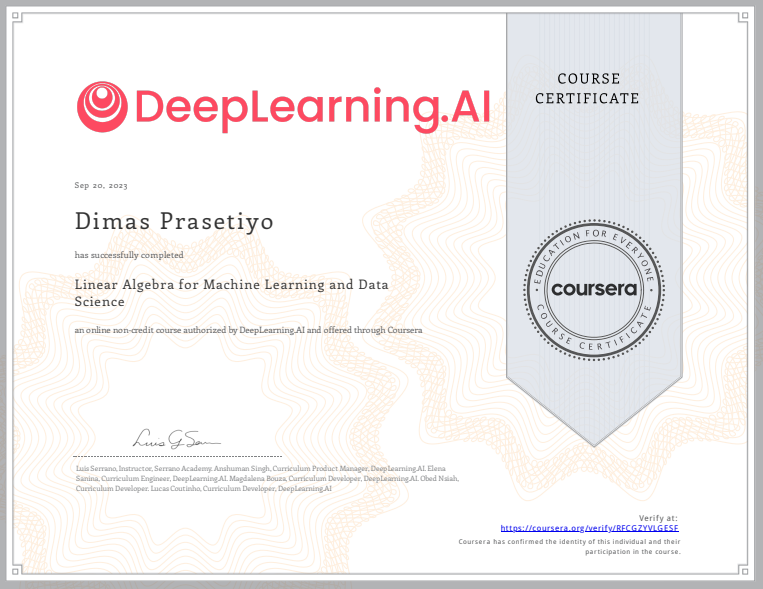 DeepLearning.AI
COURSE
CERTIFICATE
Sep 20, 2023
Dimas Prasetiyo
has successfully completed
Linear Algebra for Machine Learning and Data
Science
an online non-credit course authorized by DeepLearning.AI and offered through Coursera
EDUCATION FOR EVERYONE
coursera
COURSE CERTIFICATE
Luis Serrano, Instructor, Serrano Academy. Anshuman Singh, Curriculum Product Manager, DeepLearning.AI. Elena
Sanina, Curriculum Engineer, DeepLearning.AI. Magdalena Bouza, Curriculum Developer, DeepLearning.AI. Obed Naiah,
Curriculum Developer. Lucas Coutinho, Curriculum Developer, DeepLearning.AI
Verify at:
https://coursera.org/verify/RFCGZYVLGESF
Coursera has confirmed the identity of this individual and their
participation in the course.